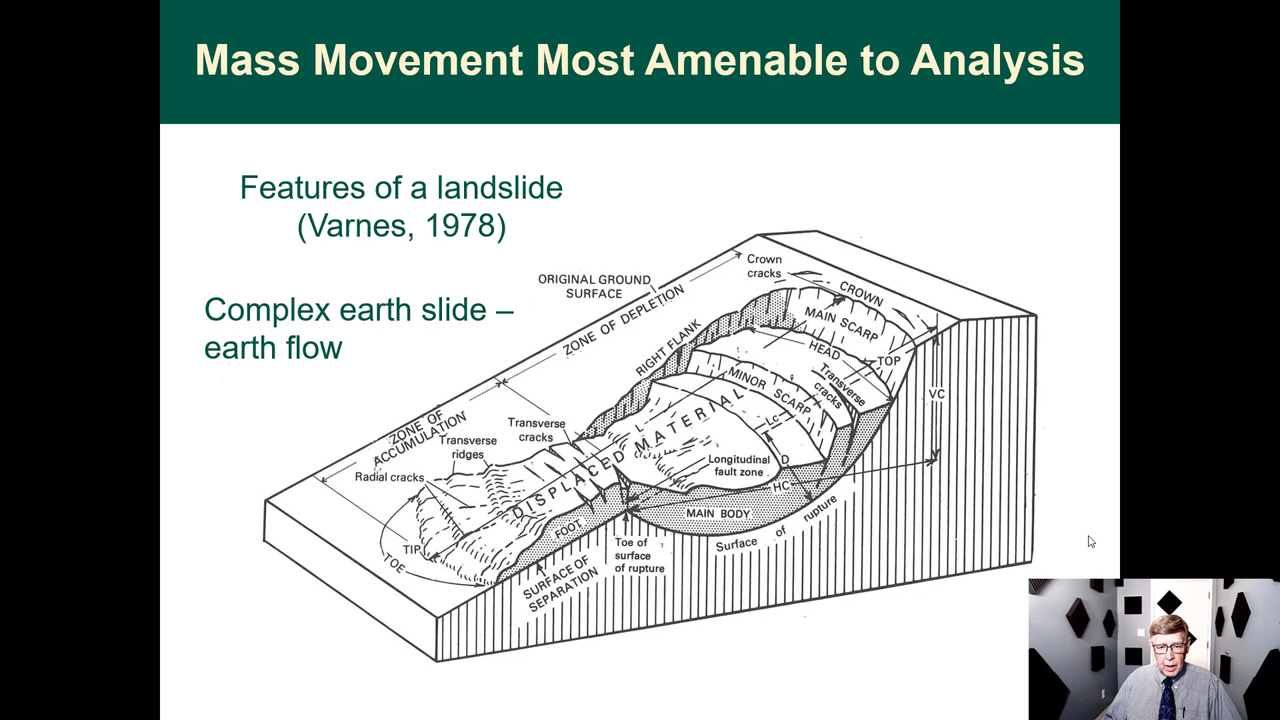 Mass Movement Most Amenable to Analysis
Features of a landslide
(Varnes, 1978)
Complex earth slide –
earth flow
ORIGINAL GROUND
SURFACE
Crown
cracks
CROWN
MAIN SCARP
ZONE OF DEPLETION
RIGHT FLANK
HEAD
TOP
MINOR SCARP
Transverse
cracks
VC
ZONE OF
ACCUMULATION
Transverse
cracks
Transverse
ridges
Radial cracks
L
Lc
D
DISPLACED MATERIAL
Longitudinal
fault zone
HC
MAIN BODY
FOOT
TIP
TOE
Toe of
surface
of rupture
Surface of rupture
SURFACE OF
SEPARATION